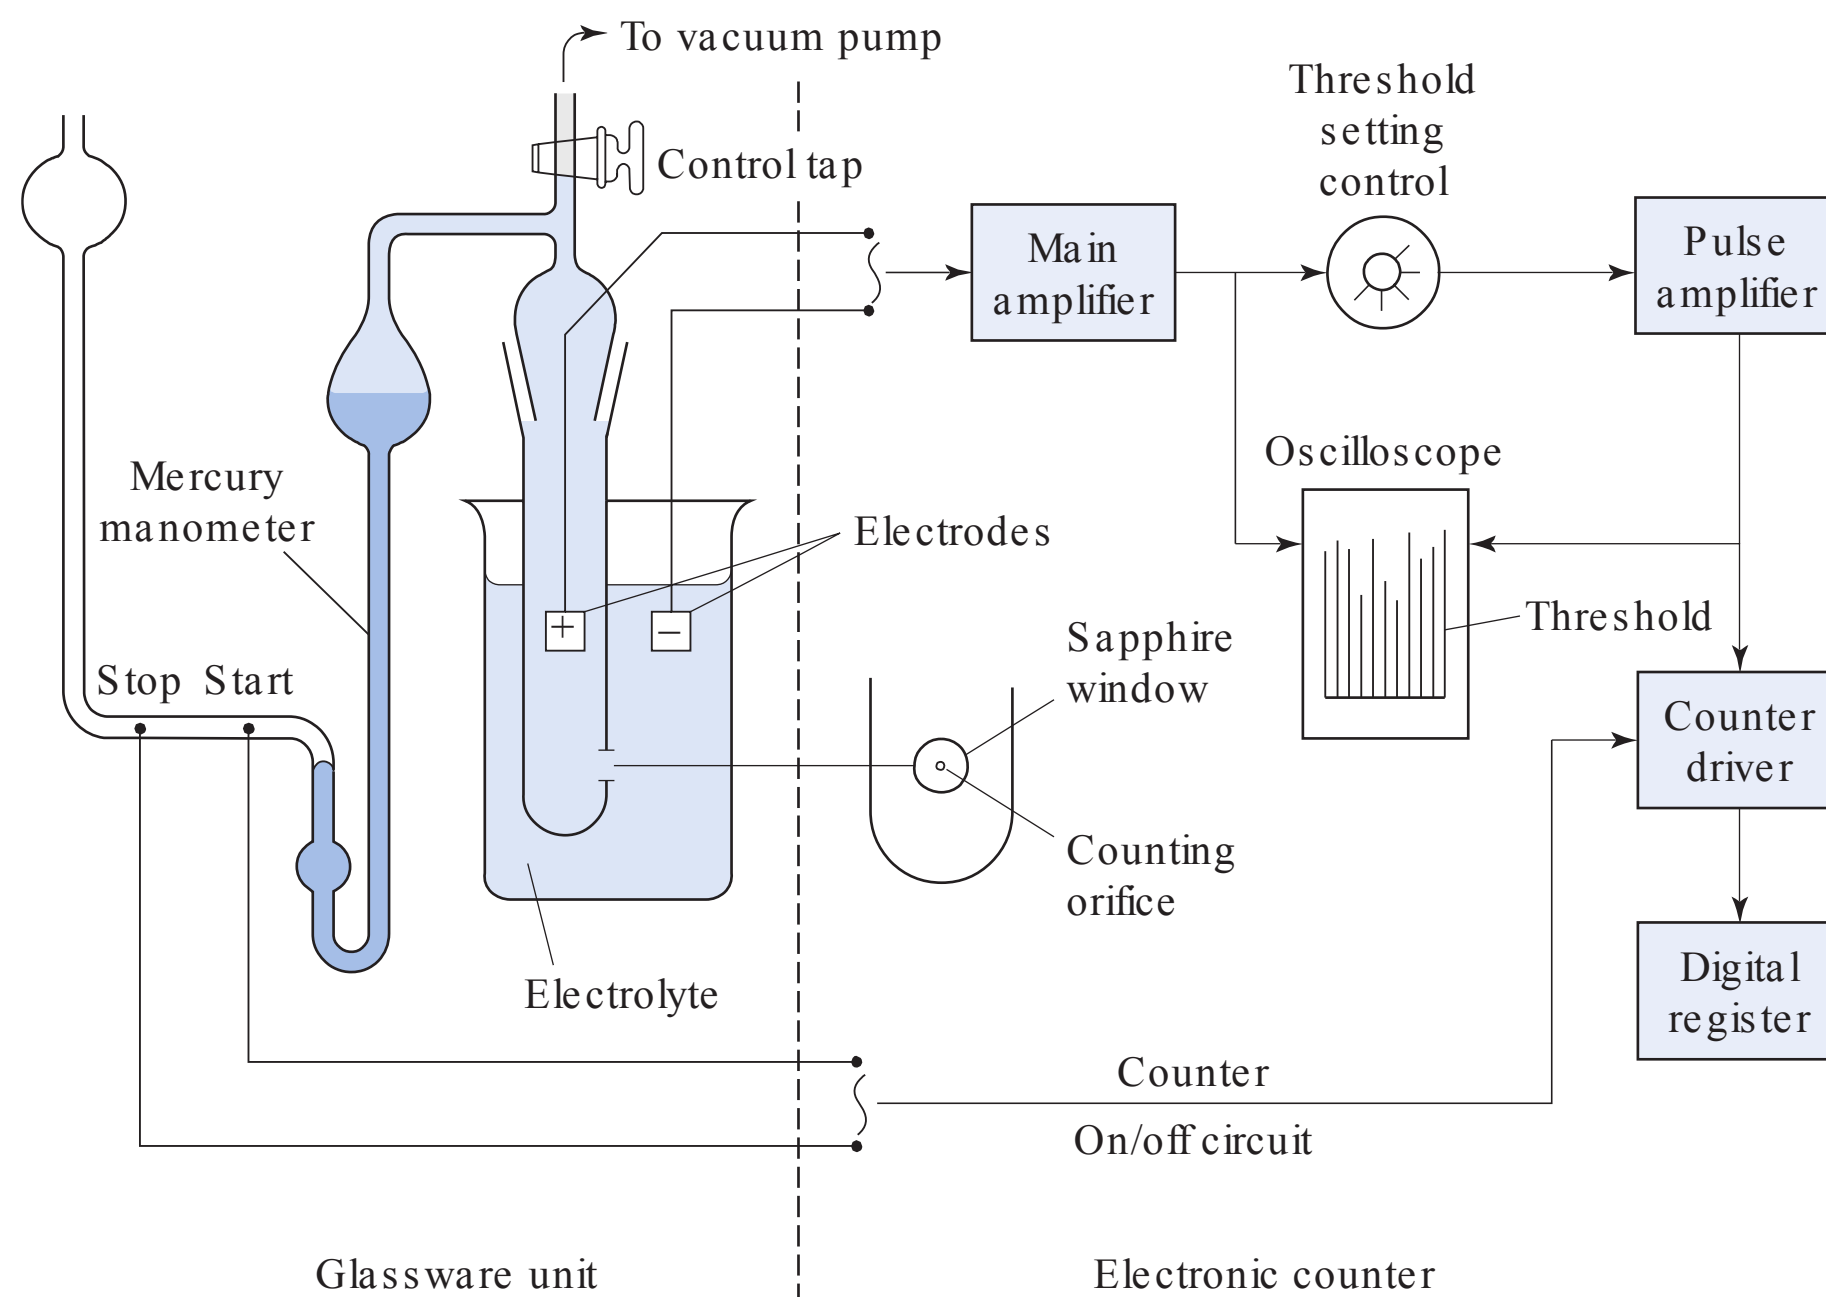 To vacuum pump
Control tap
Threshold
setting
control
Main
amplifier
Pulse
amplifier
Mercury
manometer
Oscilloscope
Electrodes
+
−
Threshold
Sapphire
window
Stop Start
Counter
driver
Counting
orifice
Electrolyte
Digital
register
Counter
On/off circuit
Glassware unit
Electronic counter